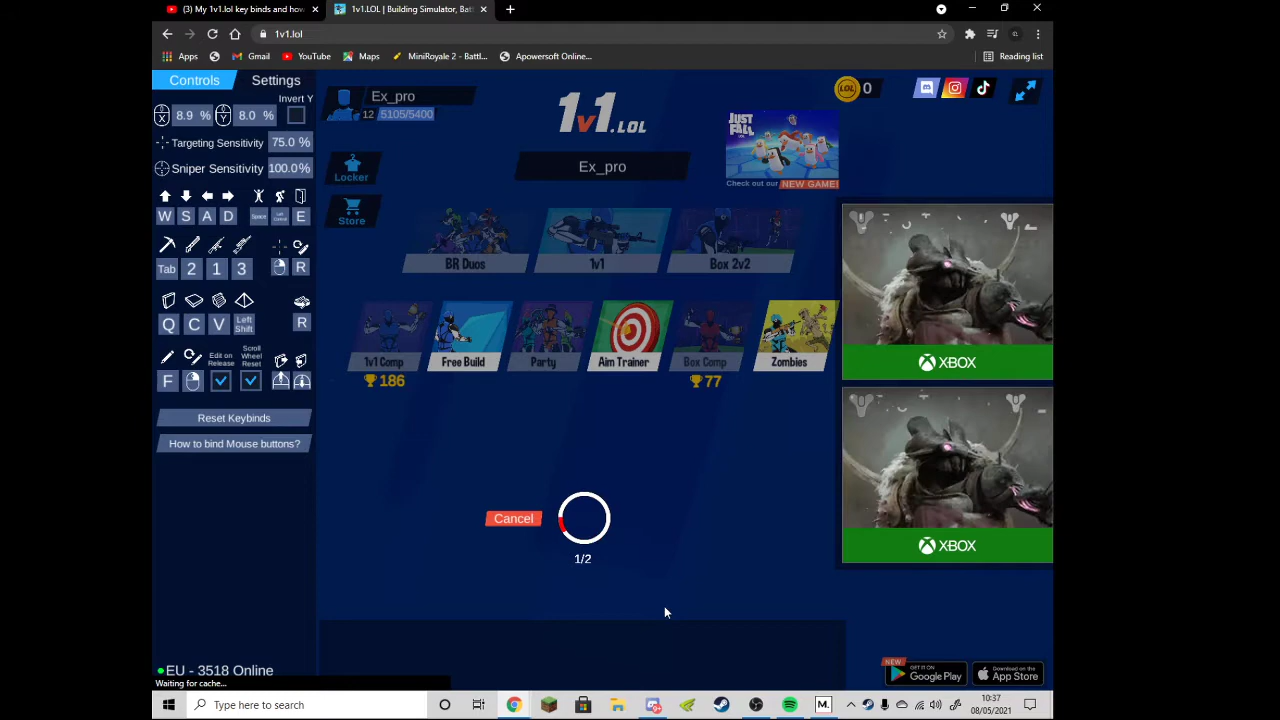 (3) My 1v1.lol key binds and how
1v1.LOL | Building Simulator, Bat
1v1.lol
Apps
Gmail
YouTube
Maps
MiniRoyale 2 - Battl...
Apowersoft Online...
Reading list
Controls
Settings
Invert Y
X 8.9 % Y 8.0 %
Targeting Sensitivity 75.0 %
Sniper Sensitivity 100.0%
W S A D Space Left Control E
Tab 2 1 3 R
Q C V Left Shift R
Edit on Release
Scroll Wheel Reset
F
Reset Keybinds
How to bind Mouse buttons?
EU - 3518 Online
Waiting for cache...
Ex_pro
12 5105/5400
1v1.LOL
Ex_pro
LOL 0
JUST FALL
.LOL
Check out our NEW GAME!
Locker
Store
BR Duos
1v1
Box 2v2
1v1 Comp
Free Build
Party
Aim Trainer
Box Comp
Zombies
186
77
Cancel
1/2
XBOX
XBOX
NEW
GET IT ON
Google Play
Download on the
App Store
Type here to search
M.
10:37
08/05/2021